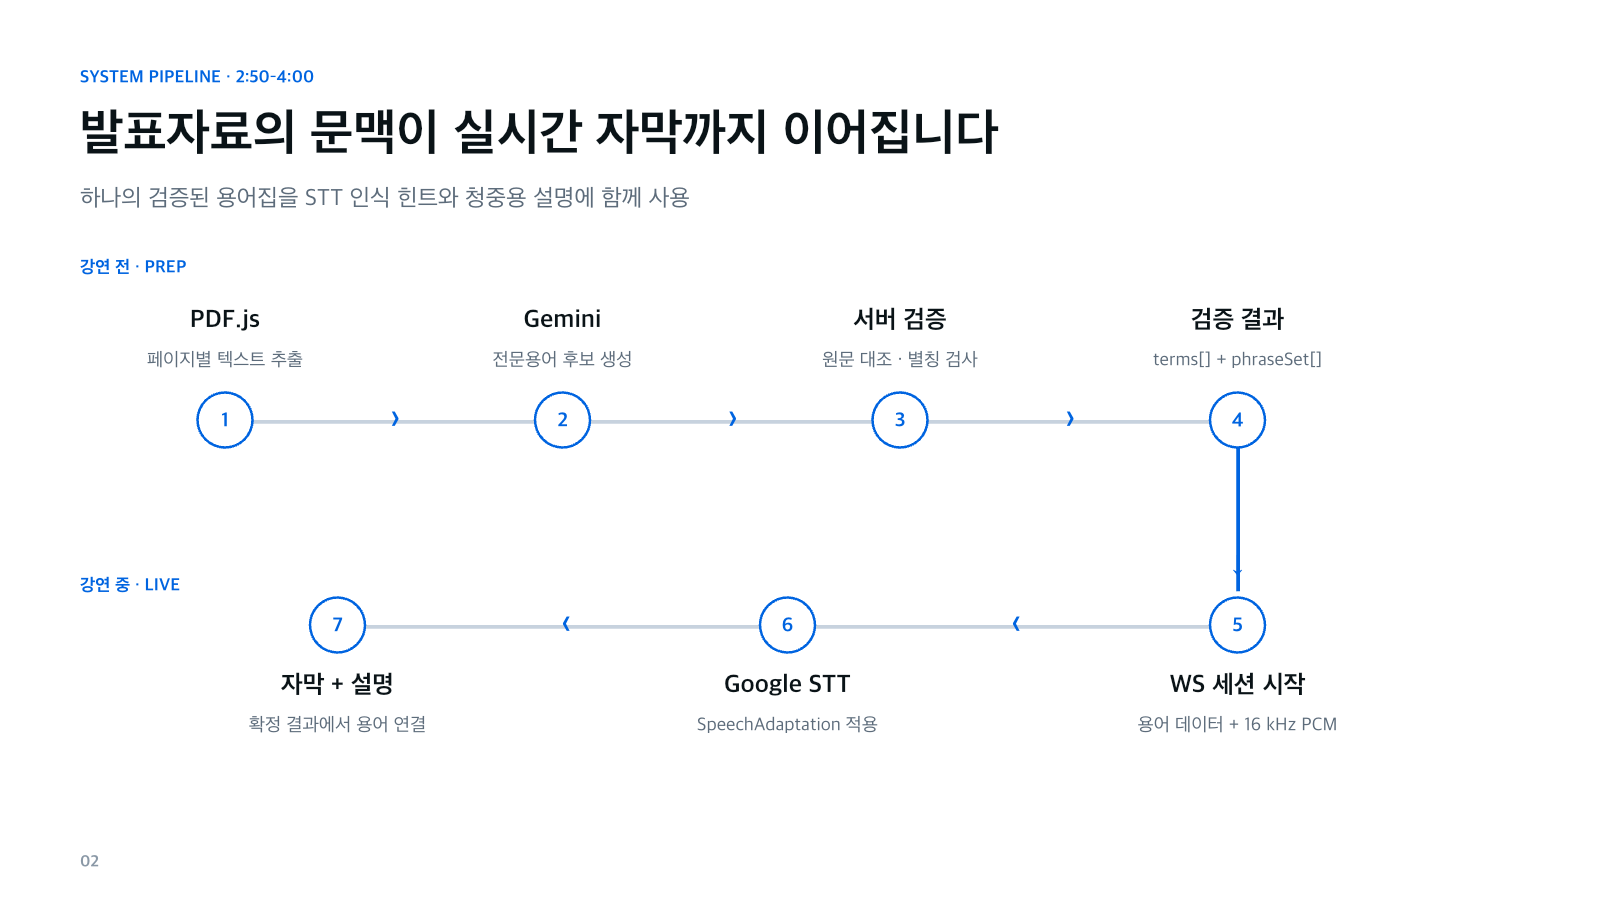 SYSTEM PIPELINE · 2:50-4:00
발표자료의 문맥이 실시간 자막까지 이어집니다
하나의 검증된 용어집을 STT 인식 힌트와 청중용 설명에 함께 사용
강연 전 · PREP
PDF.js
페이지별 텍스트 추출
1
Gemini
전문용어 후보 생성
2
서버 검증
원문 대조 · 별칭 검사
3
검증 결과
terms[] + phraseSet[]
4
강연 중 · LIVE
5
WS 세션 시작
용어 데이터 + 16 kHz PCM
6
Google STT
SpeechAdaptation 적용
7
자막 + 설명
확정 결과에서 용어 연결
02